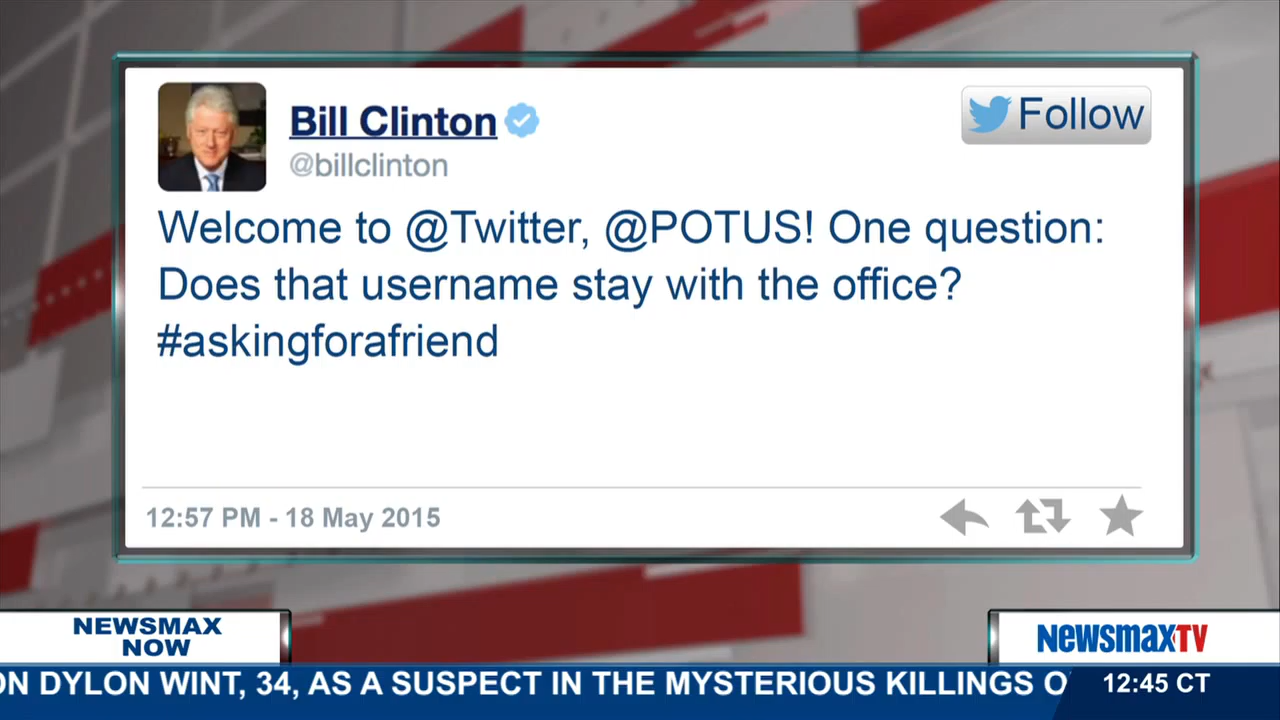 Bill Clinton
@billclinton
Follow
Welcome to @Twitter, @POTUS! One question:
Does that username stay with the office?
#askingforafriend
12:57 PM - 18 May 2015
NEWSMAX
NOW
NEWSMAXTV
ON DYLON WINT, 34, AS A SUSPECT IN THE MYSTERIOUS KILLINGS O
12:45 CT